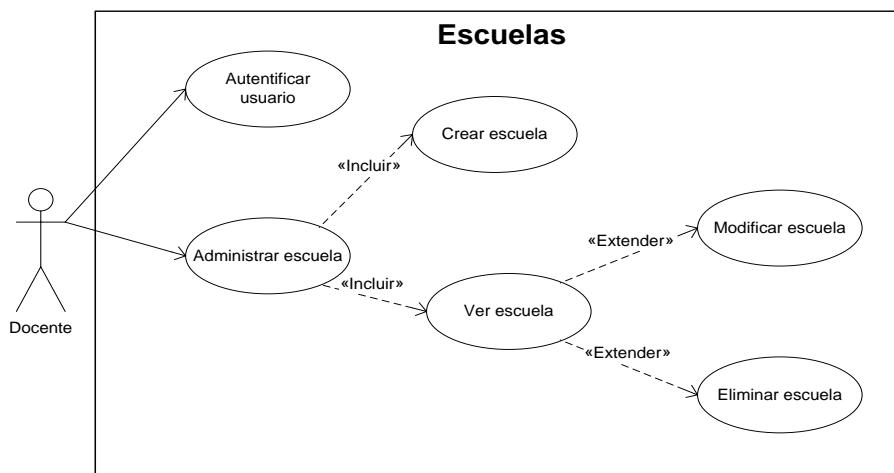 Escuelas
Autentificar
usuario
Crear escuela
«Incluir»
Administrar escuela
«Incluir»
Ver escuela
«Extender»
Modificar escuela
«Extender»
Eliminar escuela
Docente